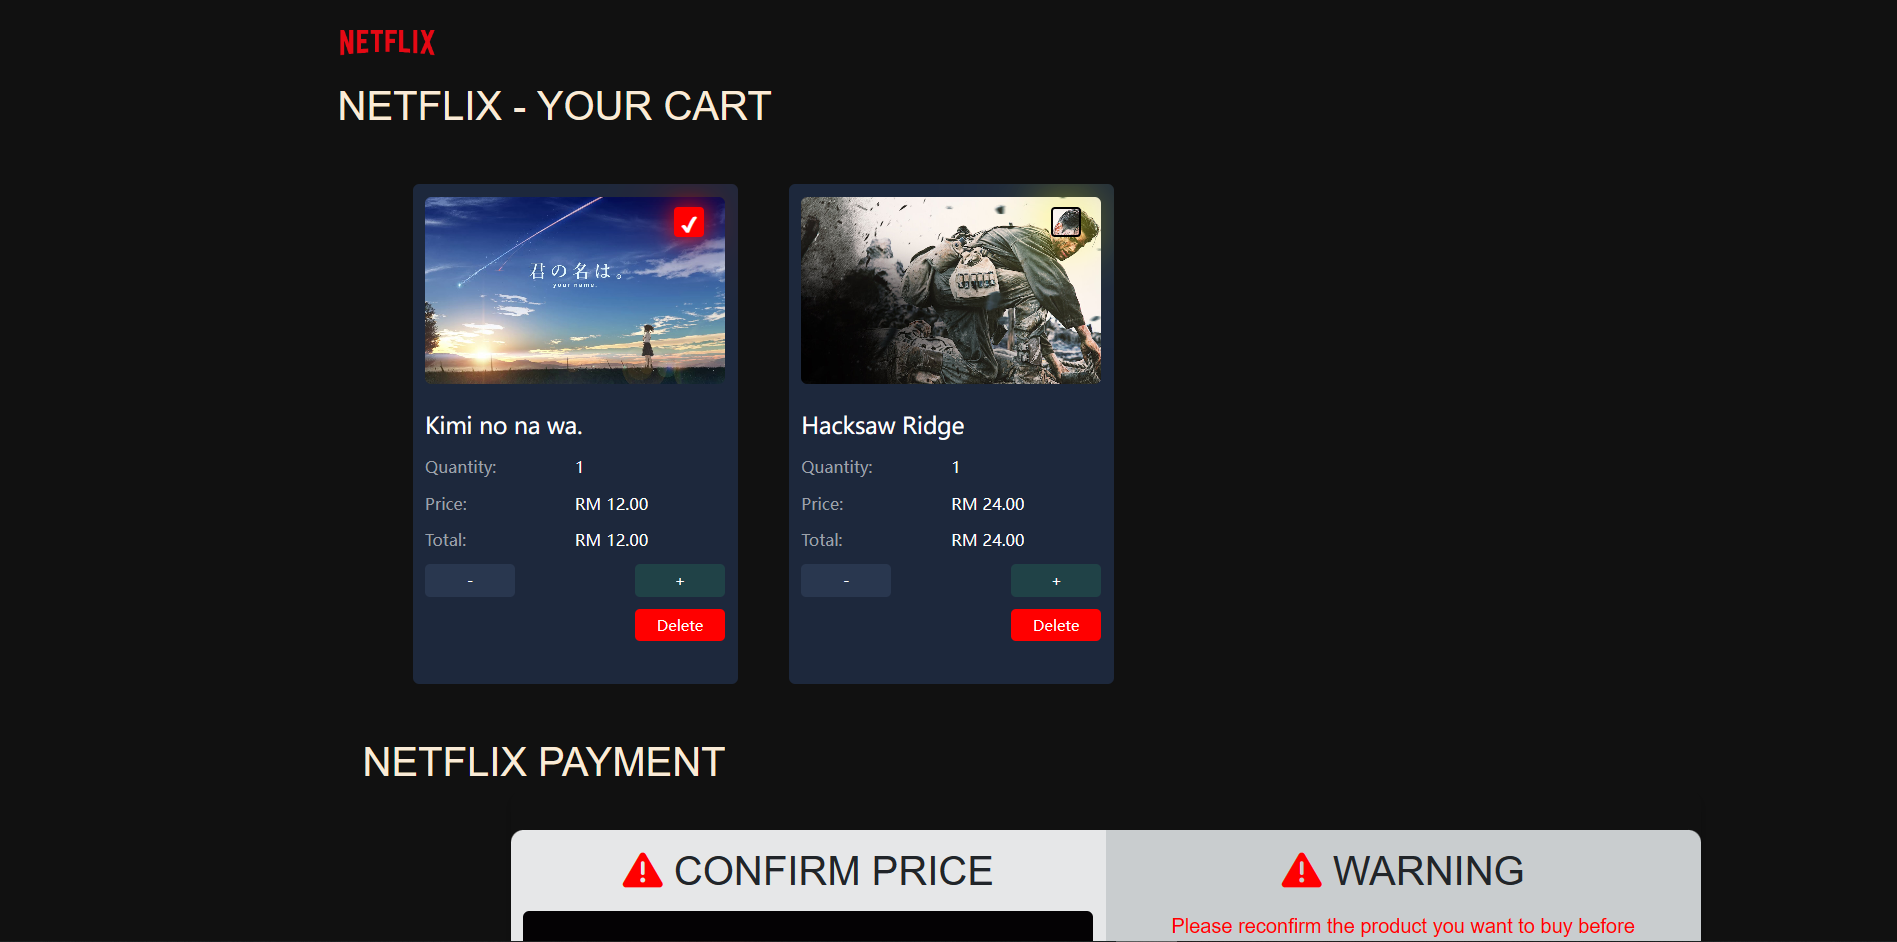 NETFLIX
NETFLIX - YOUR CART
君の名は。
your name.
Kimi no na wa.
Quantity: 1
Price: RM 12.00
Total: RM 12.00
- +
Delete
Hacksaw Ridge
Quantity: 1
Price: RM 24.00
Total: RM 24.00
- +
Delete
NETFLIX PAYMENT
CONFIRM PRICE
WARNING
Please reconfirm the product you want to buy before